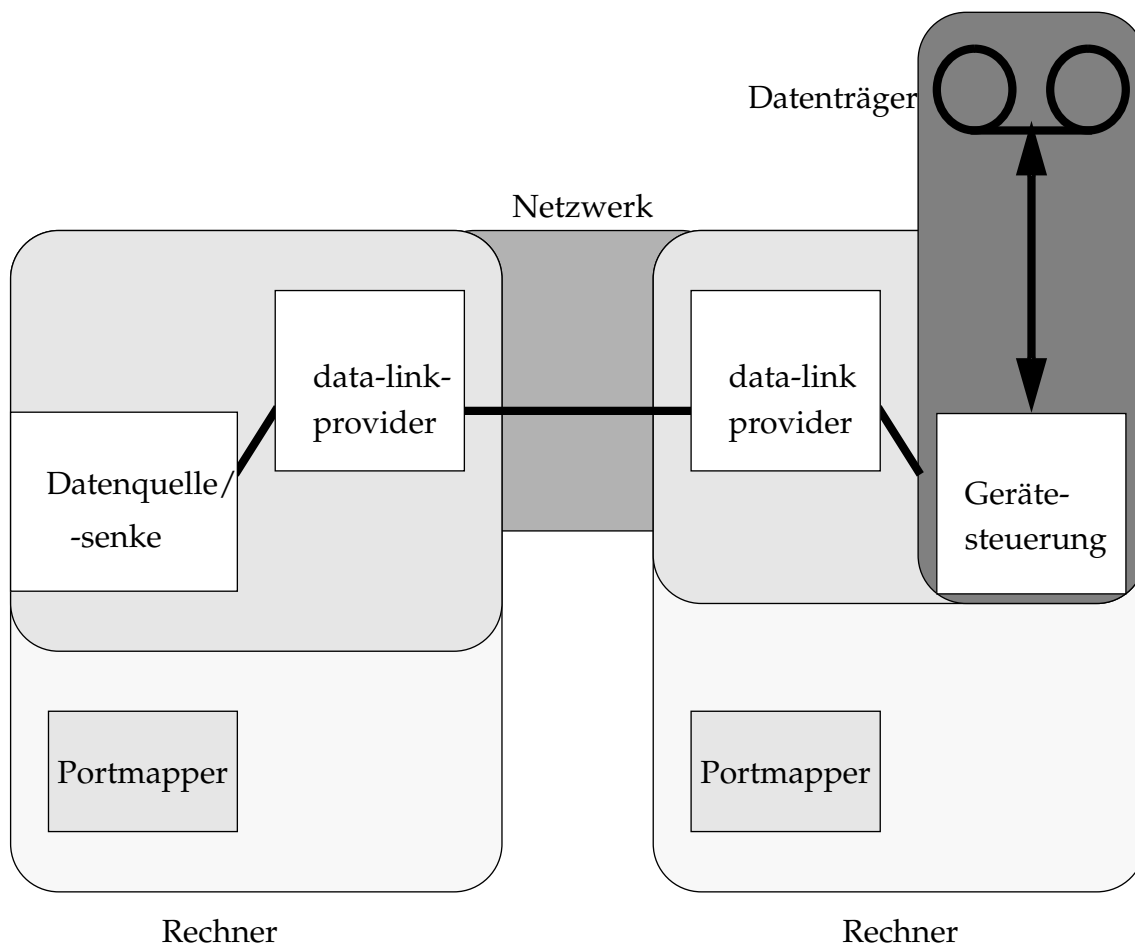 Datenträger
Netzwerk
data-link-
provider
data-link
provider
Datenquelle/
-senke
Geräte-
steuerung
Portmapper
Portmapper
Rechner
Rechner